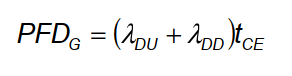 PFD_G = (λ_DU + λ_DD)t_CE